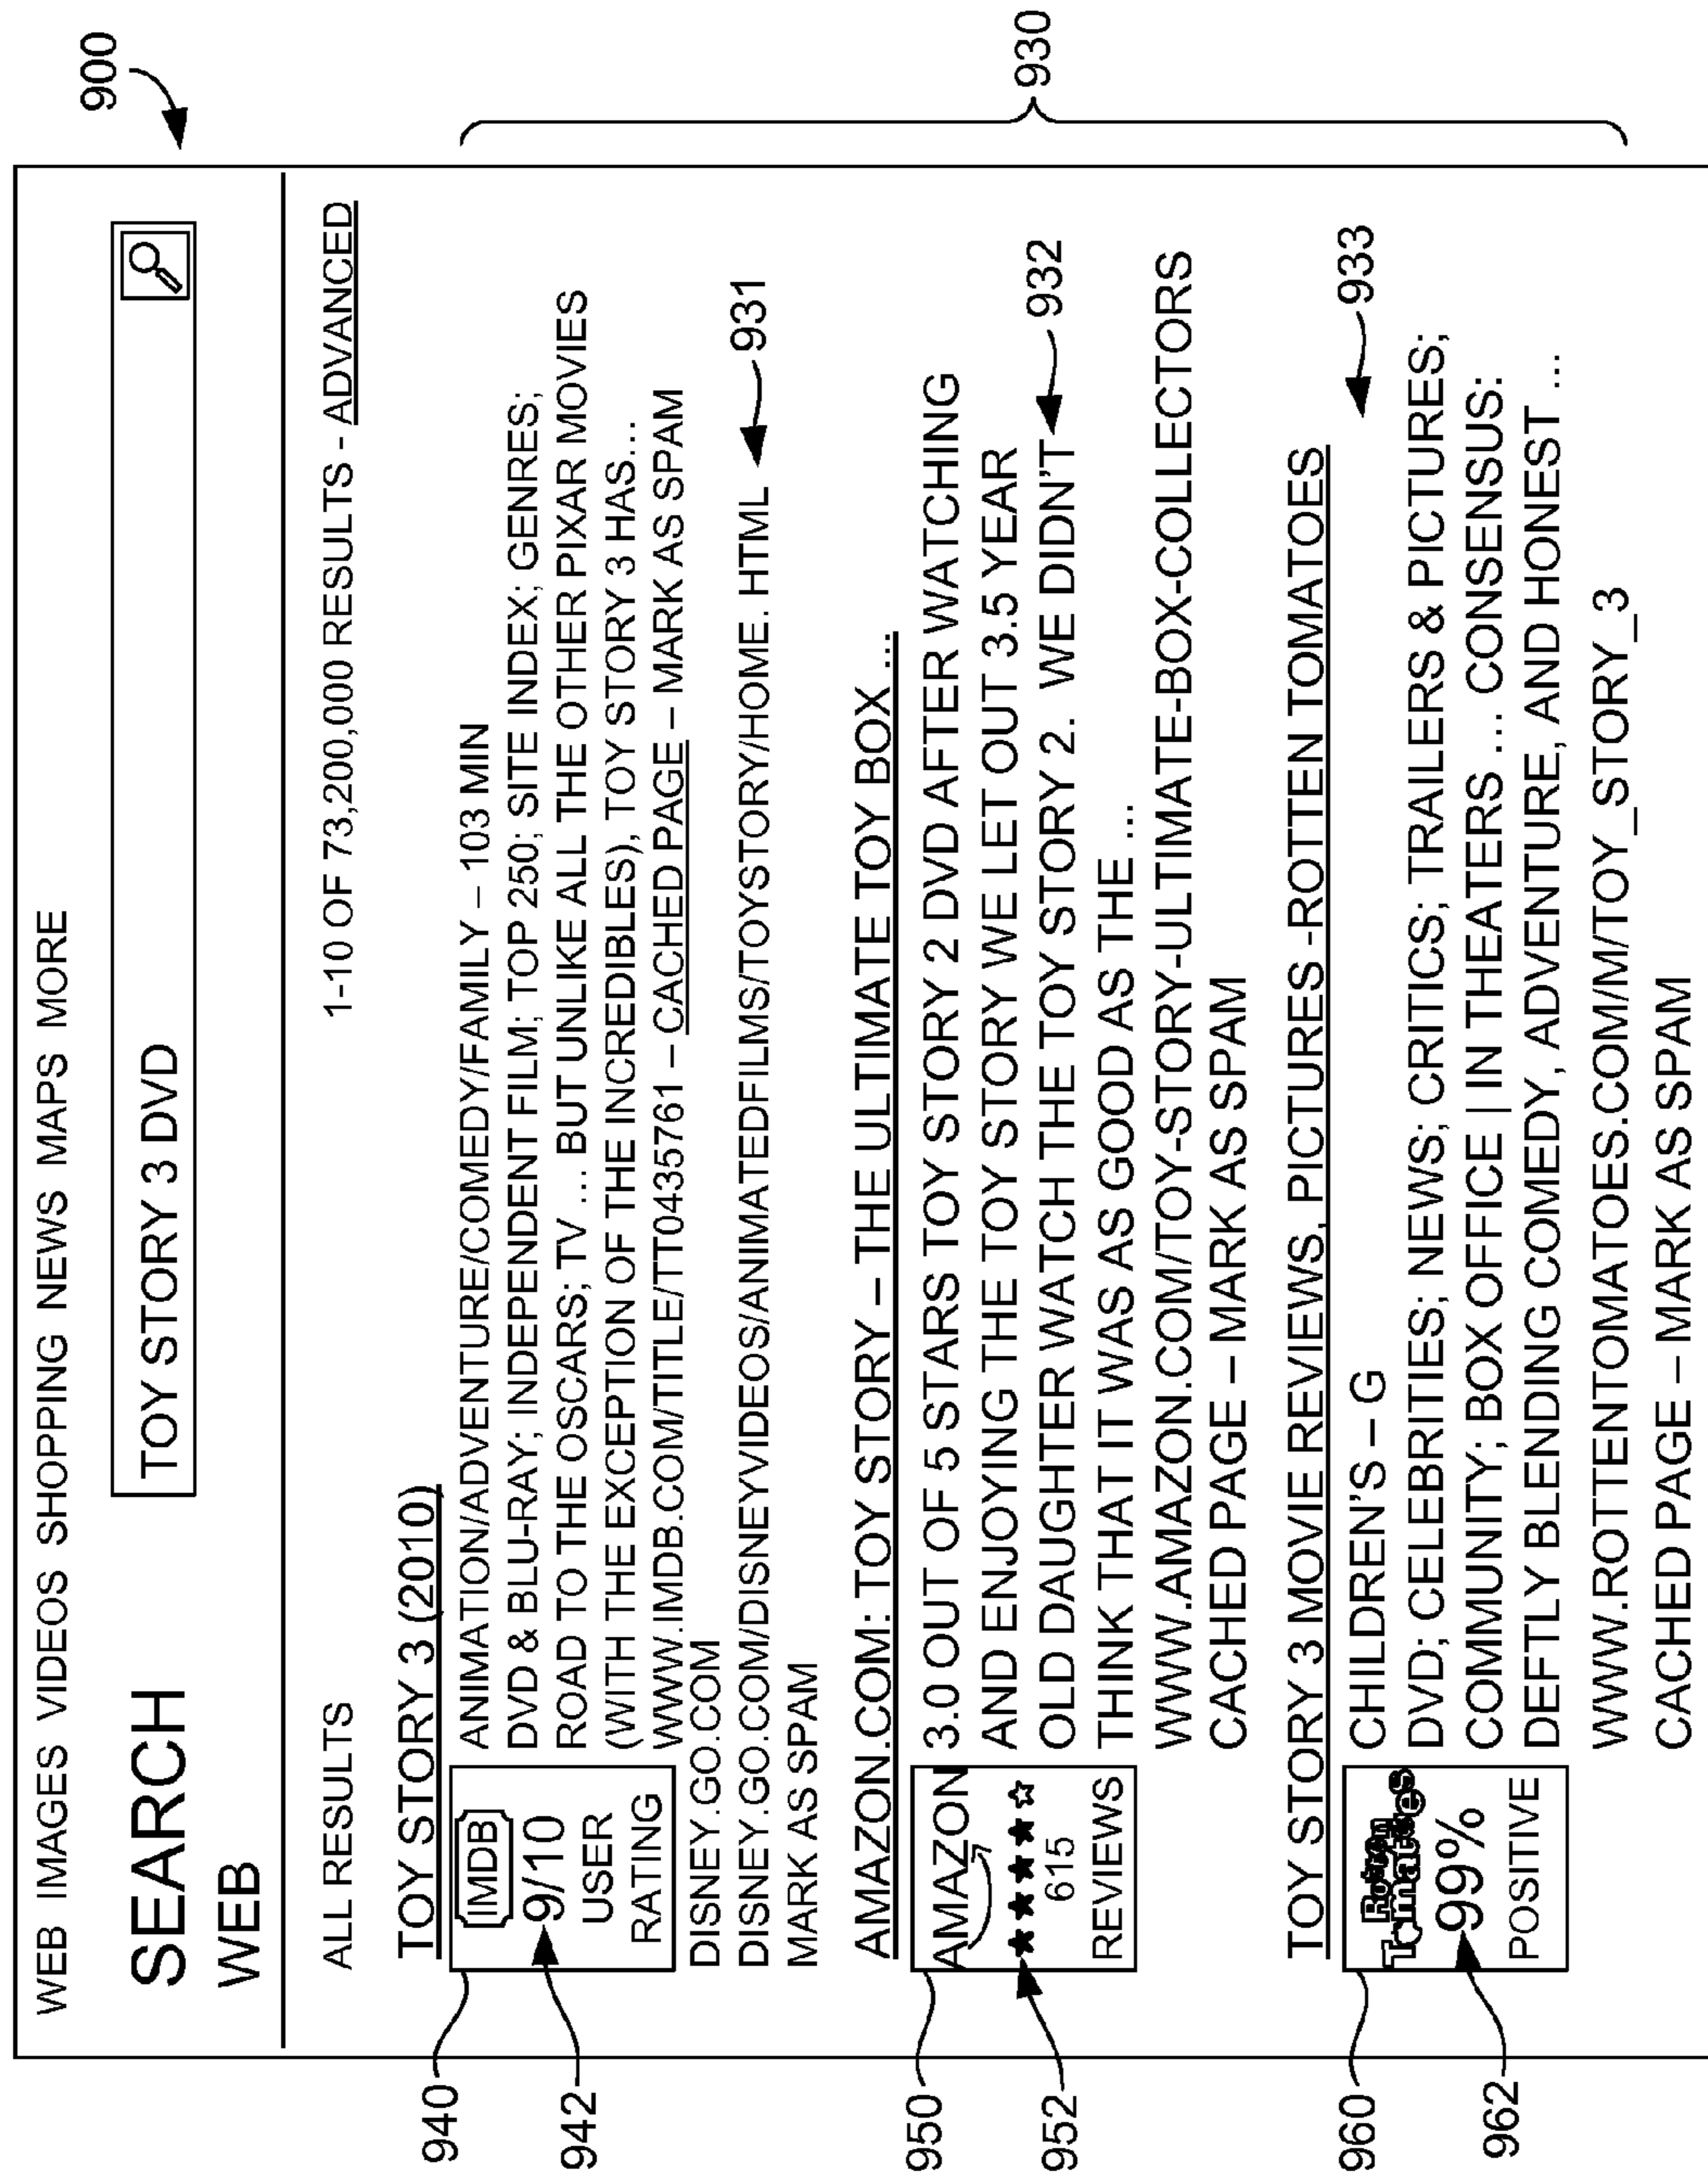 900
WEB IMAGES VIDEOS SHOPPING NEWS MAPS MORE
SEARCH
TOY STORY 3 DVD
WEB
ALL RESULTS
1-10 OF 73,200,000 RESULTS - ADVANCED
TOY STORY 3 (2010)
940
IMDB
9/10
USER
RATING
942
ANIMATION/ADVENTURE/COMEDY/FAMILY – 103 MIN
DVD & BLU-RAY; INDEPENDENT FILM; TOP 250; SITE INDEX; GENRES;
ROAD TO THE OSCARS; TV ... BUT UNLIKE ALL THE OTHER PIXAR MOVIES
(WITH THE EXCEPTION OF THE INCREDIBLES), TOY STORY 3 HAS...
WWW.IMDB.COM/TITLE/TT0435761 – CACHED PAGE – MARK AS SPAM
DISNEY.GO.COM
DISNEY.GO.COM/DISNEYVIDEOS/ANIMATEDFILMS/TOYSTORY/HOME. HTML
931
MARK AS SPAM
930
AMAZON.COM: TOY STORY – THE ULTIMATE TOY BOX ...
950
AMAZON
615
REVIEWS
952
3.0 OUT OF 5 STARS TOY STORY 2 DVD AFTER WATCHING
AND ENJOYING THE TOY STORY WE LET OUT 3.5 YEAR
OLD DAUGHTER WATCH THE TOY STORY 2. WE DIDN'T
932
THINK THAT IT WAS AS GOOD AS THE ...
WWW.AMAZON.COM/TOY-STORY-ULTIMATE-BOX-COLLECTORS
CACHED PAGE – MARK AS SPAM
TOY STORY 3 MOVIE REVIEWS, PICTURES -ROTTEN TOMATOES
933
960
Rotten
Tomatoes
99%
POSITIVE
962
CHILDREN'S – G
DVD; CELEBRITIES; NEWS; CRITICS; TRAILERS & PICTURES;
COMMUNITY; BOX OFFICE | IN THEATERS ... CONSENSUS:
DEFTLY BLENDING COMEDY, ADVENTURE, AND HONEST ...
WWW.ROTTENTOMATOES.COM/M/TOY_STORY_3
CACHED PAGE – MARK AS SPAM